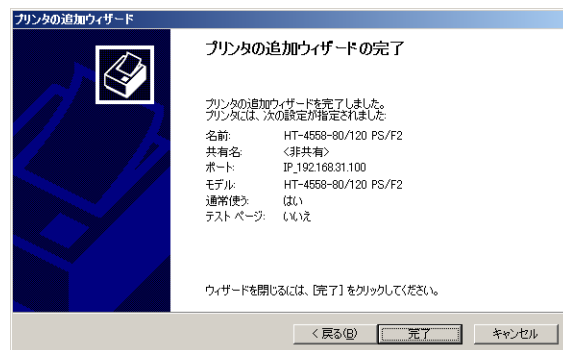 プリンタの追加ウィザード
プリンタの追加ウィザードの完了
プリンタの追加ウィザードを完了しました。
プリンタには、次の設定が指定されました:
名前: HT-4558-80/120 PS/F2
共有名: <非共有>
ポート: IP_192.168.31.100
モデル: HT-4558-80/120 PS/F2
通常使う: はい
テスト ページ: いいえ
ウィザードを閉じるには、[完了] をクリックしてください。
< 戻る(B) 完了 キャンセル